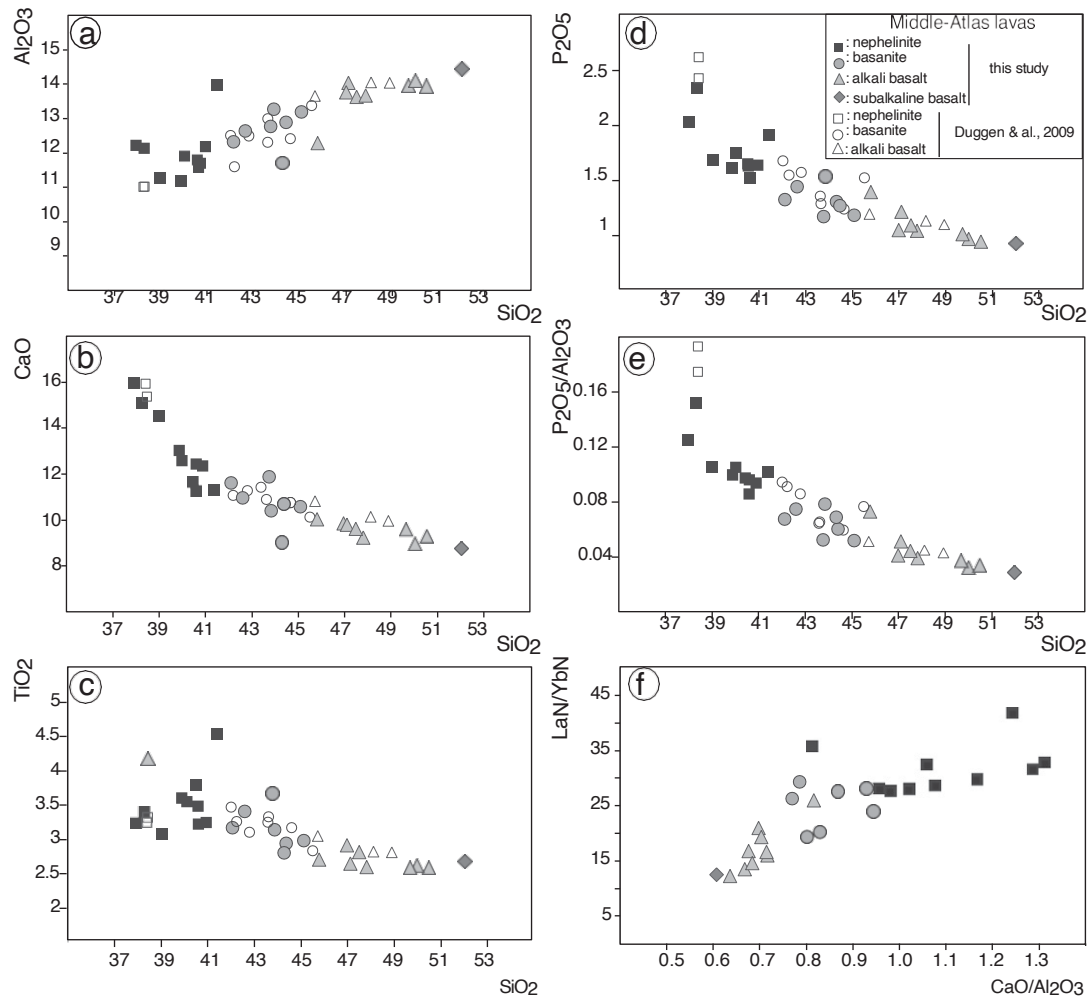 a
Al2O3
15
14
13
12
11
10
9
37 39 41 43 45 47 49 51 53
SiO2
b
CaO
16
14
12
10
8
37 39 41 43 45 47 49 51 53
SiO2
c
TiO2
5
4.5
4
3.5
3
2.5
2
37 39 41 43 45 47 49 51 53
SiO2
d
P2O5
2.5
2
1.5
1
37 39 41 43 45 47 49 51 53
SiO2
Middle-Atlas lavas
: nephelinite
: basanite
: alkali basalt
: subalkaline basalt
this study
: nephelinite
: basanite
: alkali basalt
Duggen & al., 2009
e
P2O5/Al2O3
0.16
0.12
0.08
0.04
37 39 41 43 45 47 49 51 53
SiO2
f
LaN/YbN
45
35
25
15
5
0.5 0.6 0.7 0.8 0.9 1.0 1.1 1.2 1.3
CaO/Al2O3